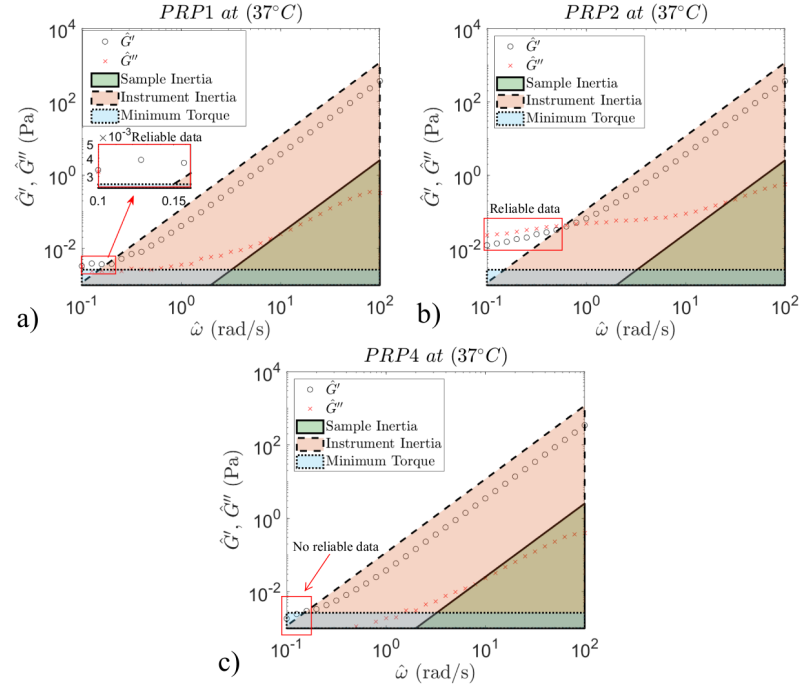 PRP1 at (37°C)
10^4
10^2
10^0
10^-2
Ĝ′, Ĝ″ (Pa)
Ĝ′
Ĝ″
Sample Inertia
Instrument Inertia
Minimum Torque
×10^-3 Reliable data
5
4
3
0.1 0.15
10^-1 10^0 10^1 10^2
ω̂ (rad/s)
a)
PRP2 at (37°C)
10^4
10^2
10^0
10^-2
Ĝ′, Ĝ″ (Pa)
Ĝ′
Ĝ″
Sample Inertia
Instrument Inertia
Minimum Torque
Reliable data
10^-1 10^0 10^1 10^2
ω̂ (rad/s)
b)
PRP4 at (37°C)
10^4
10^2
10^0
10^-2
Ĝ′, Ĝ″ (Pa)
Ĝ′
Ĝ″
Sample Inertia
Instrument Inertia
Minimum Torque
No reliable data
10^-1 10^0 10^1 10^2
ω̂ (rad/s)
c)